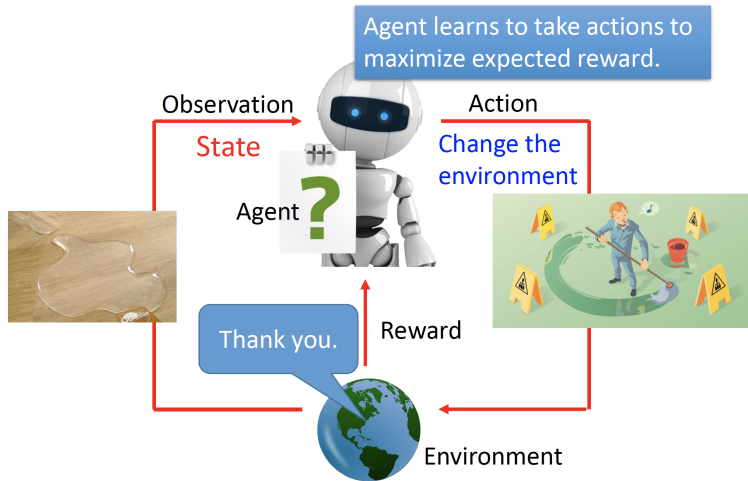 Agent learns to take actions to
maximize expected reward.
Observation
Action
State
Change the
environment
Agent
?
Thank you.
Reward
Environment